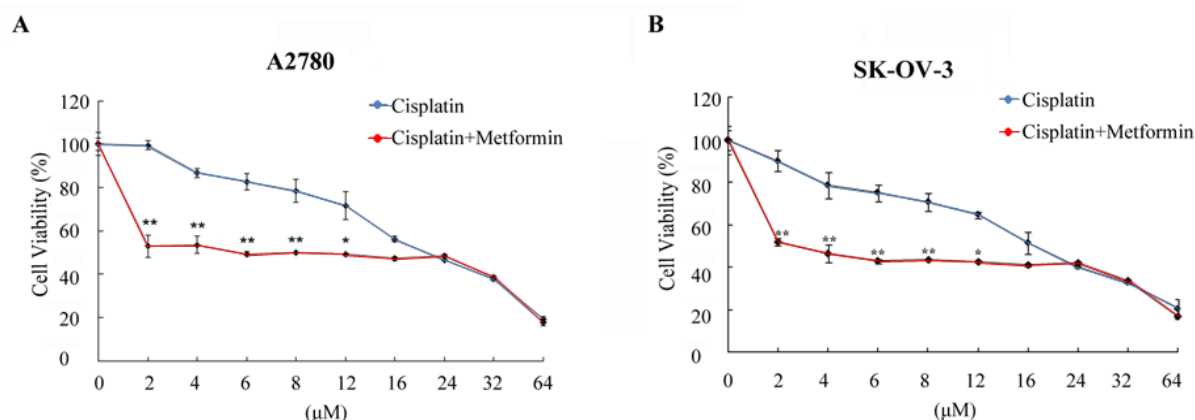 A
A2780
Cisplatin
Cisplatin+Metformin
Cell Viability (%)
120
100
80
60
40
20
0
** ** ** ** *
0 2 4 6 8 12 16 24 32 64
(μM)
B
SK-OV-3
Cisplatin
Cisplatin+Metformin
Cell Viability (%)
120
100
80
60
40
20
0
** ** ** ** *
0 2 4 6 8 12 16 24 32 64
(μM)